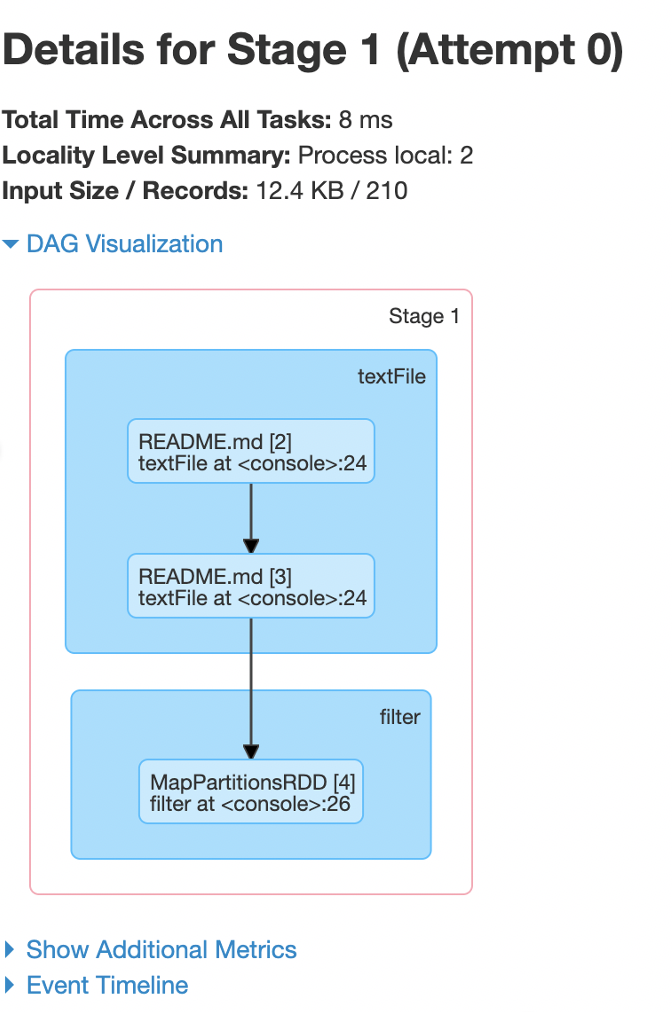 Details for Stage 1 (Attempt 0)
Total Time Across All Tasks: 8 ms
Locality Level Summary: Process local: 2
Input Size / Records: 12.4 KB / 210
DAG Visualization
Stage 1
textFile
README.md [2]
textFile at <console>:24
README.md [3]
textFile at <console>:24
filter
MapPartitionsRDD [4]
filter at <console>:26
Show Additional Metrics
Event Timeline